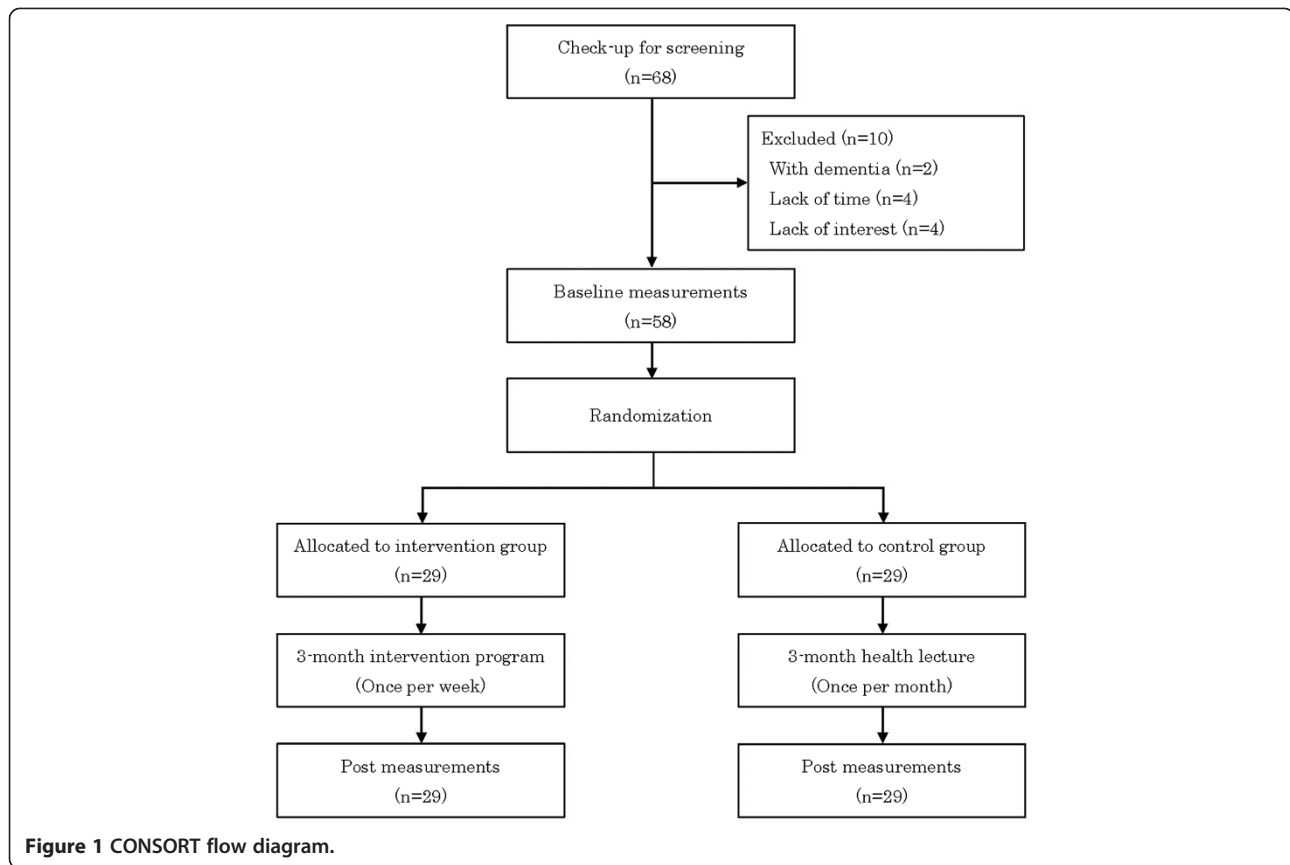 Check-up for screening
(n=68)
Excluded (n=10)
With dementia (n=2)
Lack of time (n=4)
Lack of interest (n=4)
Baseline measurements
(n=58)
Randomization
Allocated to intervention group
(n=29)
Allocated to control group
(n=29)
3-month intervention program
(Once per week)
3-month health lecture
(Once per month)
Post measurements
(n=29)
Post measurements
(n=29)
Figure 1 CONSORT flow diagram.